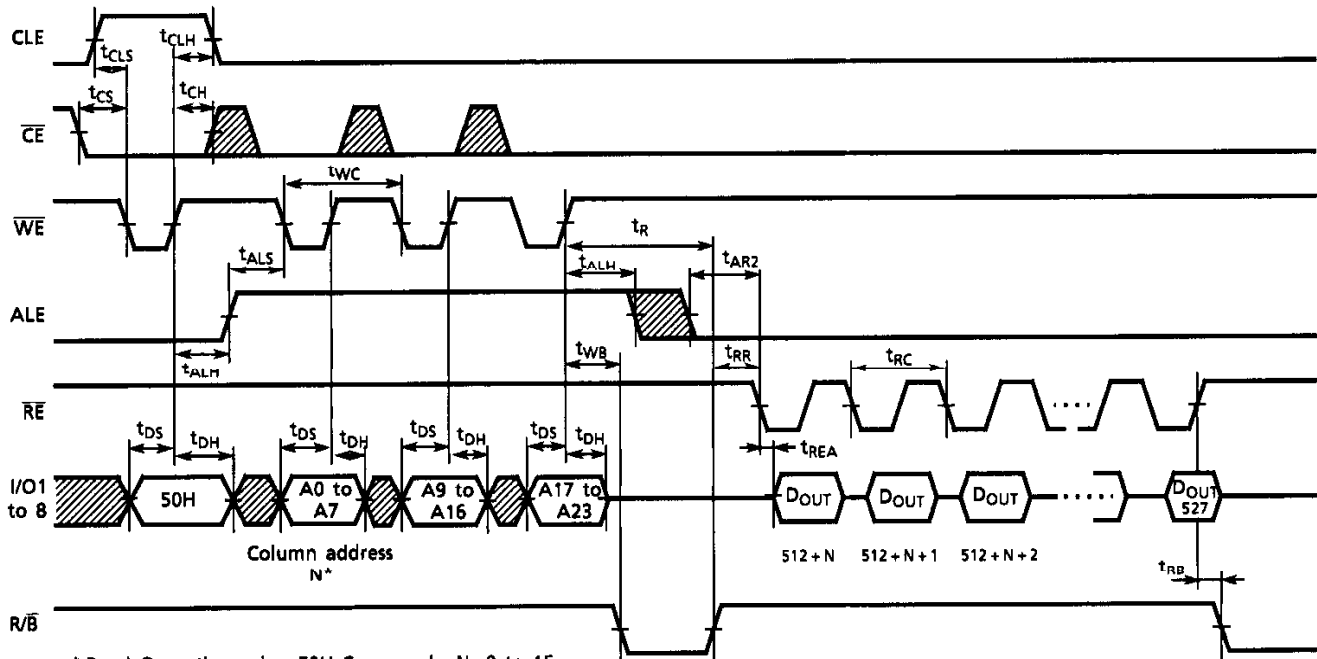 CLE
tCLS
tCLH
tCS
tCH
CE
tWC
WE
tR
tALS
tALH
tAR2
ALE
tALH
tWB
tRR
tRC
RE
tDS
tDH
tDS
tDH
tDS
tDH
tDS
tDH
tREA
I/O1
to 8
50H
A0 to
A7
A9 to
A16
A17 to
A23
DOUT
DOUT
DOUT
DOUT
527
Column address
N*
512 + N
512 + N + 1
512 + N + 2
tRB
R/B